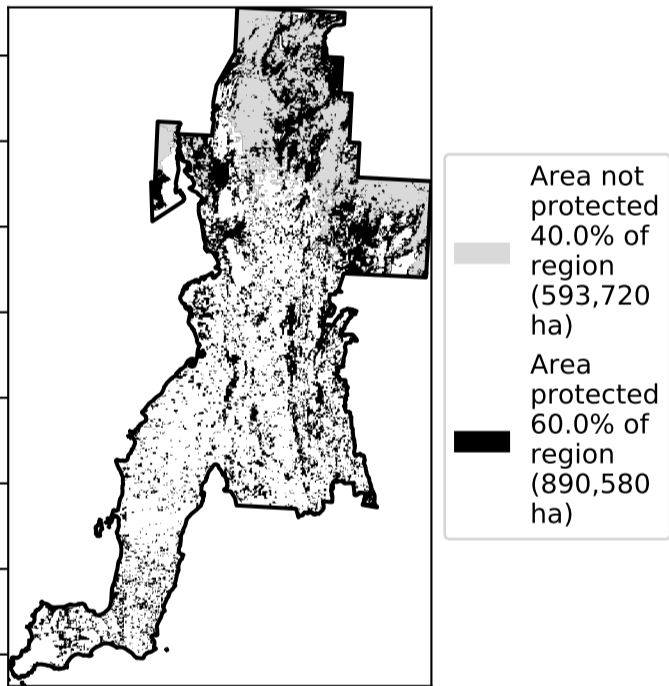 Area not
protected
40.0% of
region
(593,720
ha)
Area
protected
60.0% of
region
(890,580
ha)